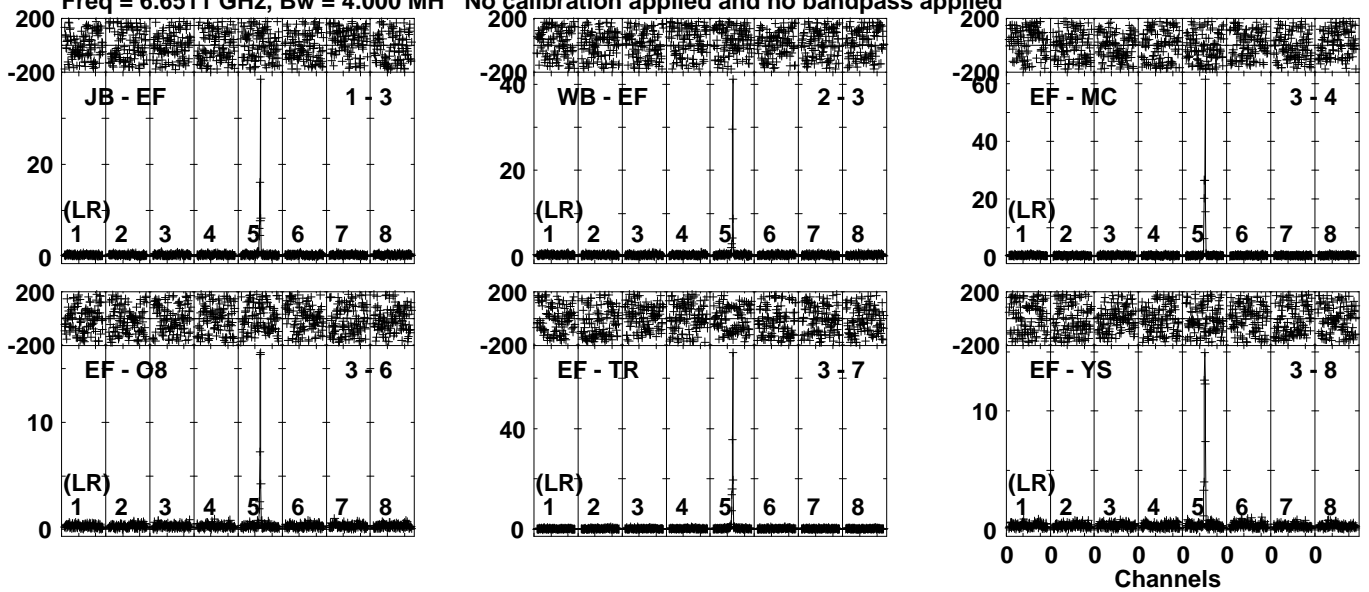 Freq = 6.6511 GHz, Bw = 4.000 MH No calibration applied and no bandpass applied
200 200 200
-200 -200 -200
40 60
JB - EF 1 - 3 WB - EF 2 - 3 EF - MC 3 - 4
40
20 20
20
(LR) (LR) (LR)
1 2 3 4 5 6 7 8 1 2 3 4 5 6 7 8 1 2 3 4 5 6 7 8
0 0 0
200 200 200
-200 -200 -200
EF - O8 3 - 6 EF - TR 3 - 7 EF - YS 3 - 8
10 40 10
(LR) (LR) (LR)
1 2 3 4 5 6 7 8 1 2 3 4 5 6 7 8 1 2 3 4 5 6 7 8
0 0 0
0 0 0 0 0 0 0 0
Channels